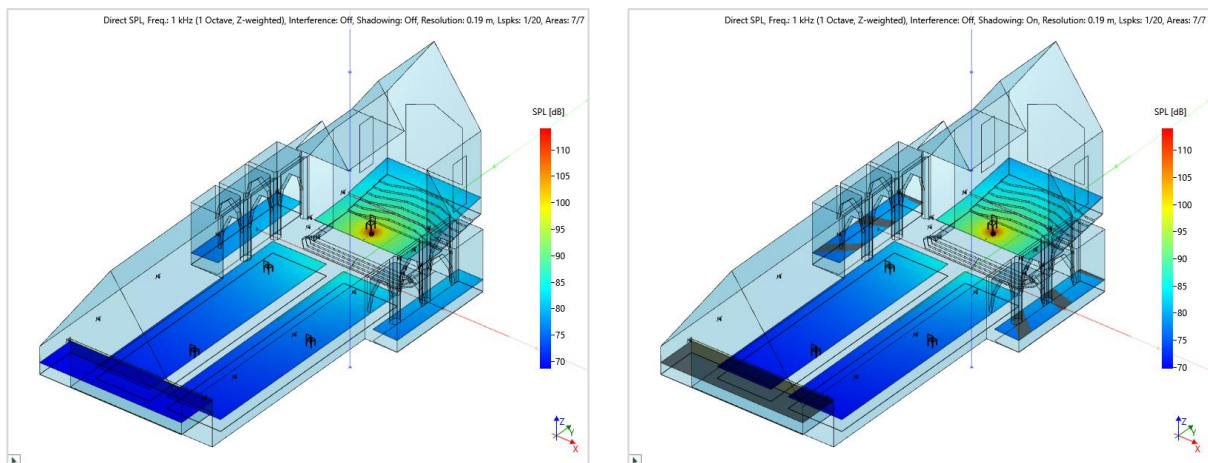 Direct SPL, Freq.: 1 kHz (1 Octave, Z-weighted), Interference: Off, Shadowing: Off, Resolution: 0.19 m, Lspks: 1/20, Areas: 7/7
SPL [dB]
110
105
100
95
90
85
80
75
70
Z
Y
X
Direct SPL, Freq.: 1 kHz (1 Octave, Z-weighted), Interference: Off, Shadowing: On, Resolution: 0.19 m, Lspks: 1/20, Areas: 7/7
SPL [dB]
110
105
100
95
90
85
80
75
70
Z
Y
X